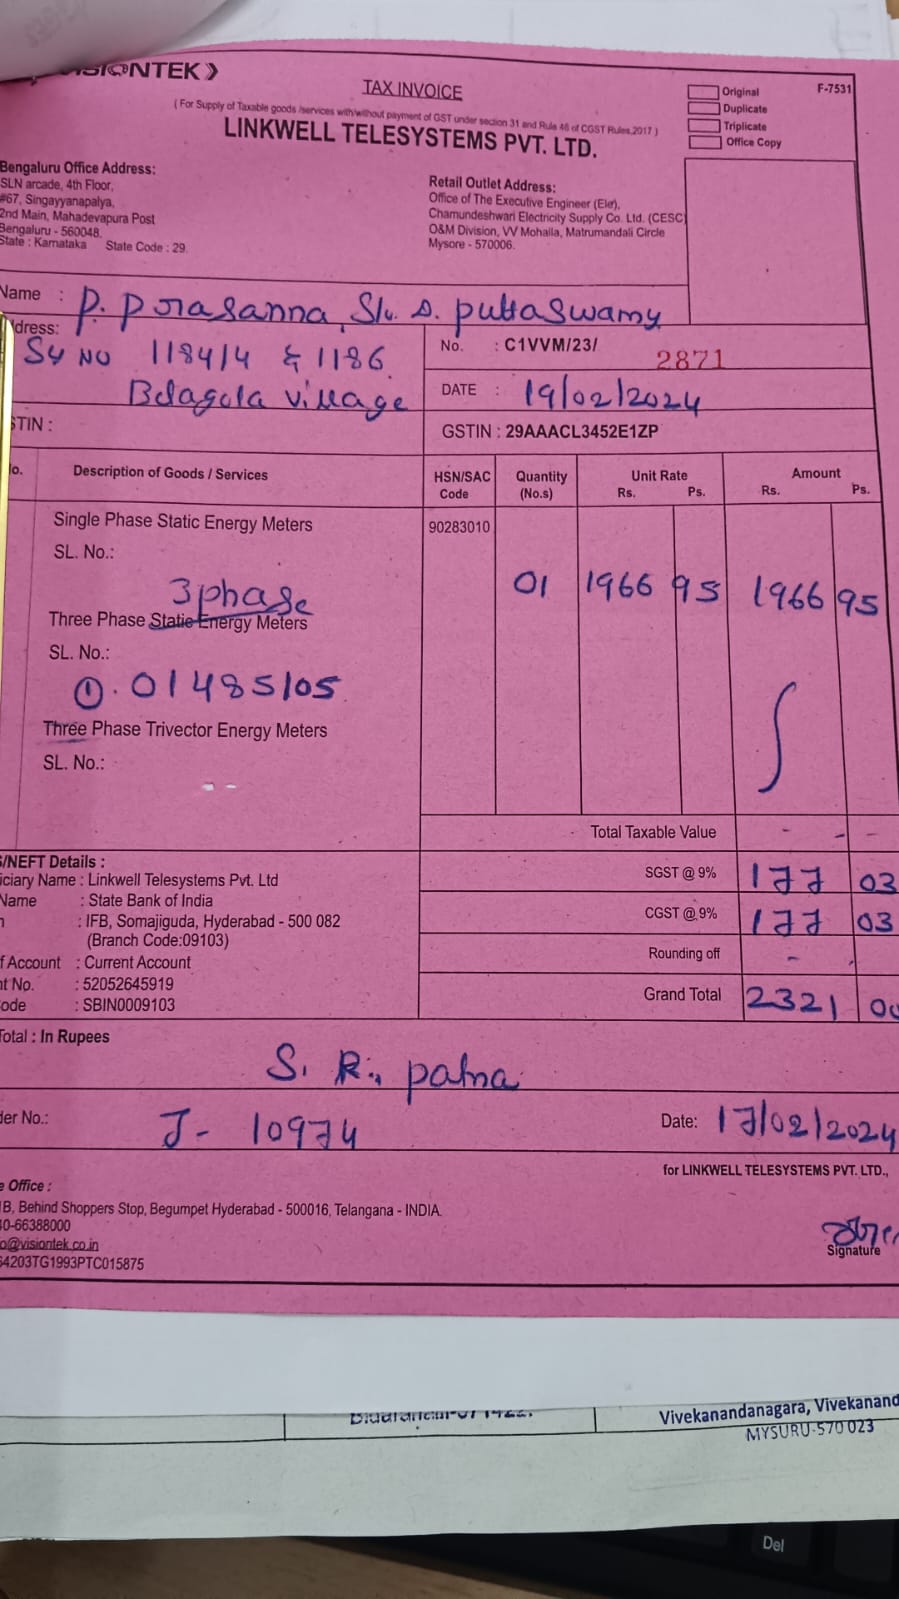 VISIONTEK
TAX INVOICE
( For Supply of Taxable goods /services with/without payment of GST under section 31 and Rule 46 of CGST Rules,2017 )
LINKWELL TELESYSTEMS PVT. LTD.
Original
Duplicate
Triplicate
Office Copy
F-7531
Bengaluru Office Address:
SLN arcade, 4th Floor,
#67, Singayyanapalya,
2nd Main, Mahadevapura Post
Bengaluru - 560048.
State : Karnataka State Code : 29.
Retail Outlet Address:
Office of The Executive Engineer (Ele),
Chamundeshwari Electricity Supply Co. Ltd. (CESC)
O&M Division, VV Mohalla, Matrumandali Circle
Mysore - 570006.
Name : P. Prasanna, S/o. D. puttaswamy
dress: Sy No 1184/4 & 1186
Belagola village
STIN :
No. : C1VVM/23/ 2871
DATE : 19/02/2024
GSTIN : 29AAACL3452E1ZP
o. Description of Goods / Services HSN/SAC Code Quantity (No.s) Unit Rate Rs. Ps. Amount Rs. Ps.
Single Phase Static Energy Meters 90283010
SL. No.:
3 phase 01 1966 95 1966 95
Three Phase Static Energy Meters
SL. No.:
①. 01485105
Three Phase Trivector Energy Meters
SL. No.:
Total Taxable Value - - -
SGST @ 9% 177 03
CGST @ 9% 177 03
Rounding off -
Grand Total 2321 00
S/NEFT Details :
iciary Name : Linkwell Telesystems Pvt. Ltd
Name : State Bank of India
: IFB, Somajiguda, Hyderabad - 500 082
(Branch Code:09103)
f Account : Current Account
nt No. : 52052645919
ode : SBIN0009103
Total : In Rupees
S. R., patna
der No.: J- 10974
Date: 17/02/2024
for LINKWELL TELESYSTEMS PVT. LTD.,
e Office :
1B, Behind Shoppers Stop, Begumpet Hyderabad - 500016, Telangana - INDIA.
40-66388000
o@visiontek.co.in
64203TG1993PTC015875
Signature
Vivekanandanagara, Vivekanand
MYSURU-570 023
Del